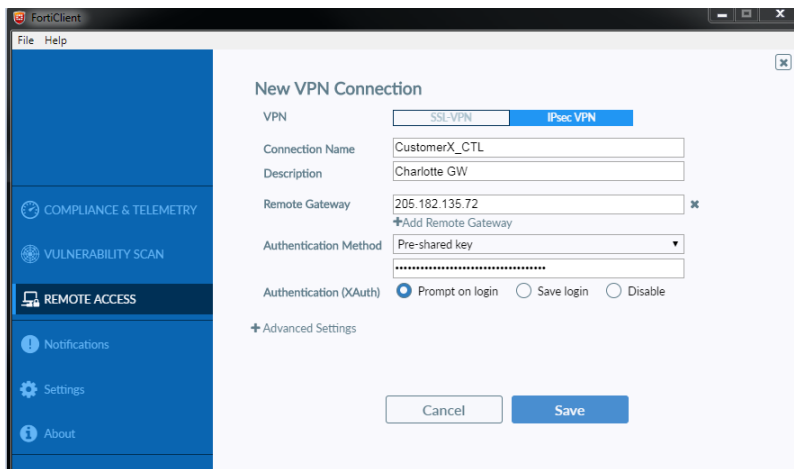 FortiClient
File Help
New VPN Connection
VPN SSL-VPN IPsec VPN
Connection Name CustomerX_CTL
Description Charlotte GW
Remote Gateway 205.182.135.72
+Add Remote Gateway
Authentication Method Pre-shared key
••••••••••••••••••••••••••••••••••••
Authentication (XAuth) Prompt on login Save login Disable
+ Advanced Settings
Cancel Save
COMPLIANCE & TELEMETRY
VULNERABILITY SCAN
REMOTE ACCESS
Notifications
Settings
About